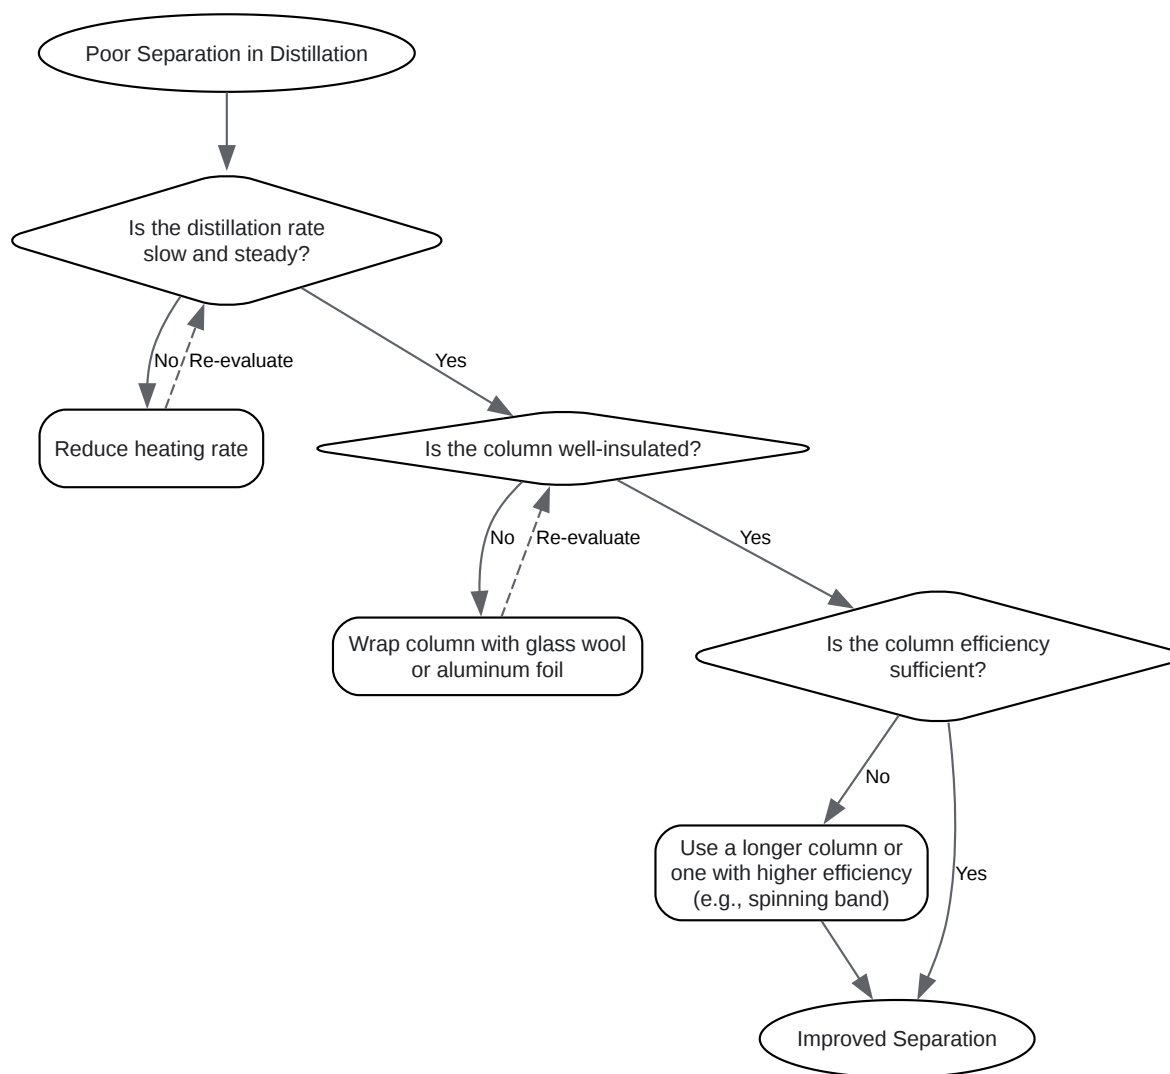 Poor Separation in Distillation
Is the distillation rate
slow and steady?
No
Re-evaluate
Yes
Reduce heating rate
Is the column well-insulated?
No
Re-evaluate
Yes
Wrap column with glass wool
or aluminum foil
Is the column efficiency
sufficient?
No
Use a longer column or
one with higher efficiency
(e.g., spinning band)
Yes
Improved Separation